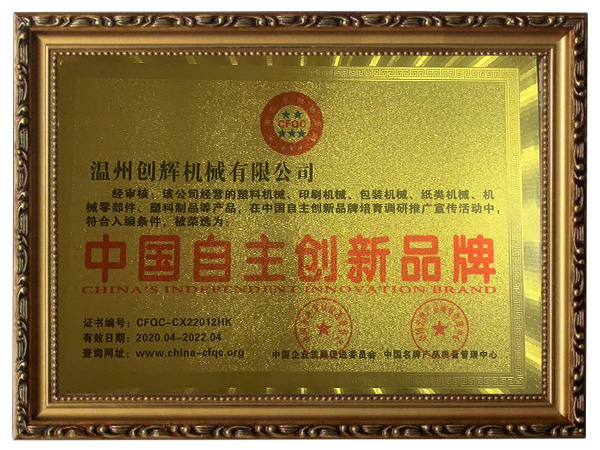 CFQC
温州创辉机械有限公司
经审核：该公司经营的塑料机械、印刷机械、包装机械、纸类机械、机
械零部件、塑料制品等产品，在中国自主创新品牌培育调研推广宣传活动中，
符合入编条件，被荣选为：
中国自主创新品牌
CHINA'S INDEPENDENT INNOVATION BRAND
证书编号：CFQC-CX22012HK
有效日期：2020.04-2022.04
查询网址：www.china-cfqc.org
中国企业发展促进委员会 中国名牌产品质量管理中心